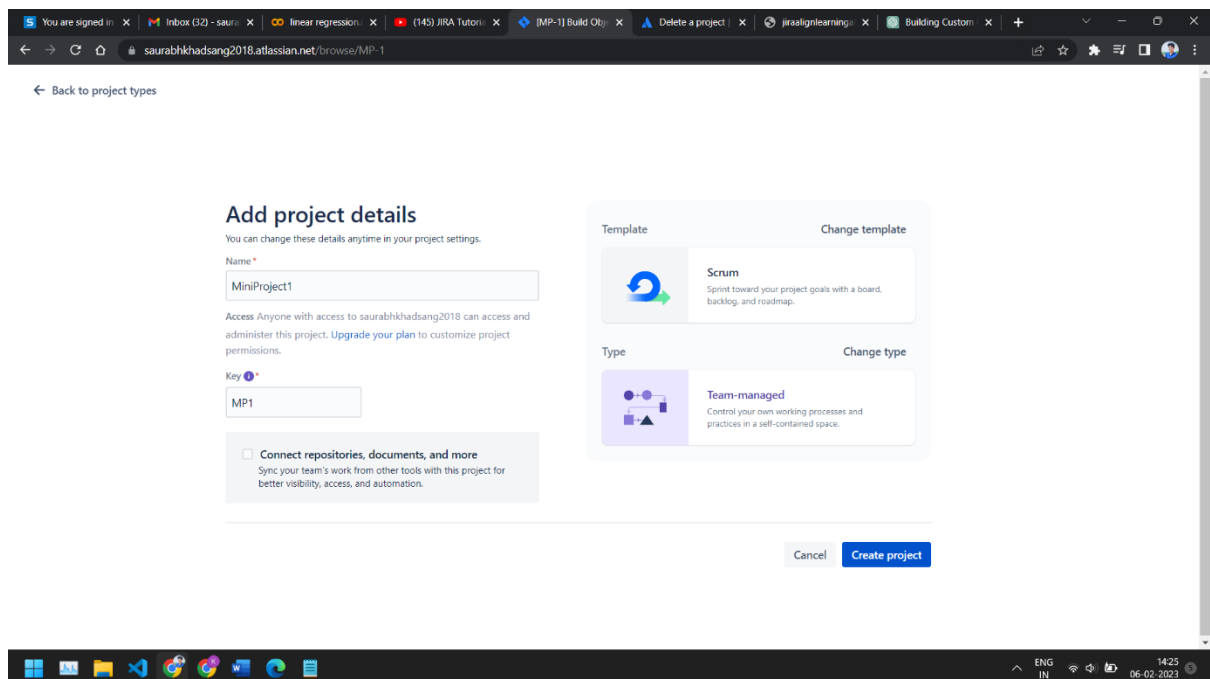 You are signed in
Inbox (32) - saura
linear regression.
(145) JIRA Tutoria
[MP-1] Build Obj
Delete a project |
jiraalignlearninga
Building Custom
saurabhkhadsang2018.atlassian.net/browse/MP-1
Back to project types
Add project details
You can change these details anytime in your project settings.
Name *
MiniProject1
Access Anyone with access to saurabhkhadsang2018 can access and
administer this project. Upgrade your plan to customize project
permissions.
Key *
MP1
Connect repositories, documents, and more
Sync your team's work from other tools with this project for
better visibility, access, and automation.
Template Change template
Scrum
Sprint toward your project goals with a board,
backlog, and roadmap.
Type Change type
Team-managed
Control your own working processes and
practices in a self-contained space.
Cancel Create project
ENG
IN
14:25
06-02-2023
5